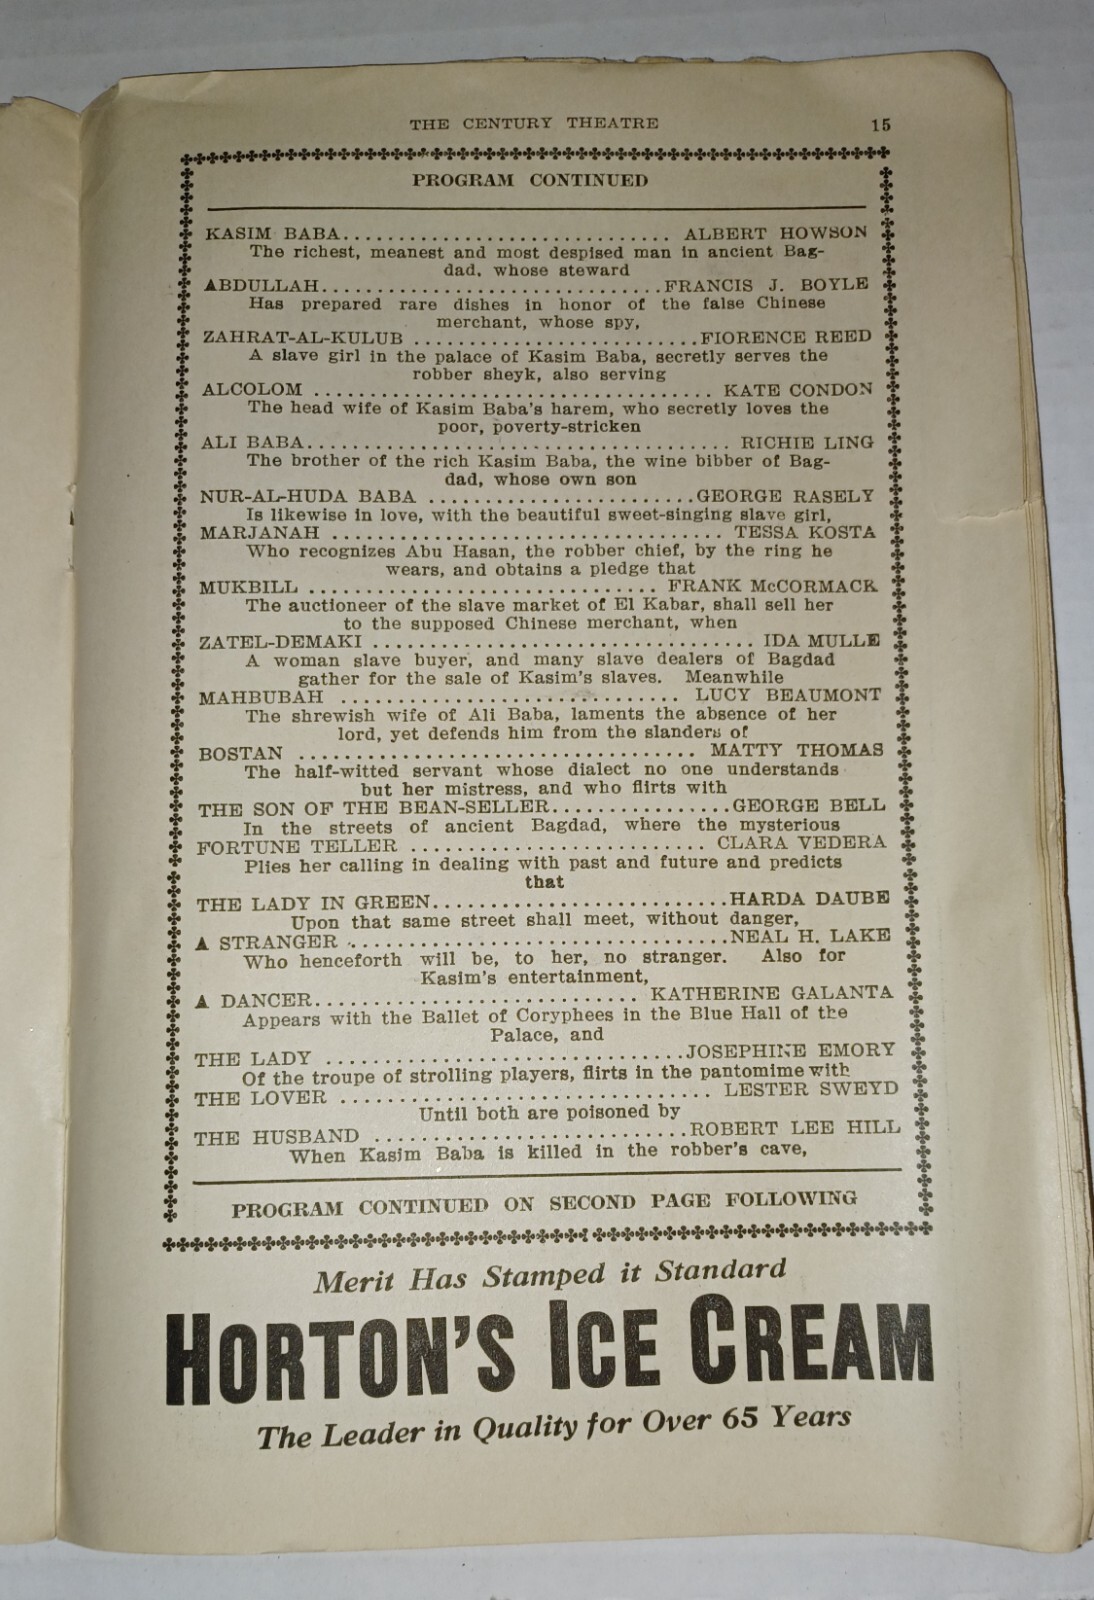 THE CENTURY THEATRE 15
PROGRAM CONTINUED
KASIM BABA.............................. ALBERT HOWSON
The richest, meanest and most despised man in ancient Bag-
dad, whose steward
ABDULLAH...............................FRANCIS J. BOYLE
Has prepared rare dishes in honor of the false Chinese
merchant, whose spy,
ZAHRAT-AL-KULUB ..........................FIORENCE REED
A slave girl in the palace of Kasim Baba, secretly serves the
robber sheyk, also serving
ALCOLOM .................................... KATE CONDON
The head wife of Kasim Baba's harem, who secretly loves the
poor, poverty-stricken
ALI BABA....................................... RICHIE LING
The brother of the rich Kasim Baba, the wine bibber of Bag-
dad, whose own son
NUR-AL-HUDA BABA ........................GEORGE RASELY
Is likewise in love, with the beautiful sweet-singing slave girl,
MARJANAH .................................... TESSA KOSTA
Who recognizes Abu Hasan, the robber chief, by the ring he
wears, and obtains a pledge that
MUKBILL ................................ FRANK McCORMACK
The auctioneer of the slave market of El Kabar, shall sell her
to the supposed Chinese merchant, when
ZATEL-DEMAKI ................................... IDA MULLE
A woman slave buyer, and many slave dealers of Bagdad
gather for the sale of Kasim's slaves. Meanwhile
MAHBUBAH ............................... LUCY BEAUMONT
The shrewish wife of Ali Baba, laments the absence of her
lord, yet defends him from the slanders of
BOSTAN .................................... MATTY THOMAS
The half-witted servant whose dialect no one understands
but her mistress, and who flirts with
THE SON OF THE BEAN-SELLER................GEORGE BELL
In the streets of ancient Bagdad, where the mysterious
FORTUNE TELLER ........................... CLARA VEDERA
Plies her calling in dealing with past and future and predicts
that
THE LADY IN GREEN...........................HARDA DAUBE
Upon that same street shall meet, without danger,
A STRANGER ...................................NEAL H. LAKE
Who henceforth will be, to her, no stranger. Also for
Kasim's entertainment,
A DANCER.............................. KATHERINE GALANTA
Appears with the Ballet of Coryphees in the Blue Hall of the
Palace, and
THE LADY .................................JOSEPHINE EMORY
Of the troupe of strolling players, flirts in the pantomime with
THE LOVER .................................. LESTER SWEYD
Until both are poisoned by
THE HUSBAND .............................ROBERT LEE HILL
When Kasim Baba is killed in the robber's cave,
PROGRAM CONTINUED ON SECOND PAGE FOLLOWING
Merit Has Stamped it Standard
HORTON'S ICE CREAM
The Leader in Quality for Over 65 Years